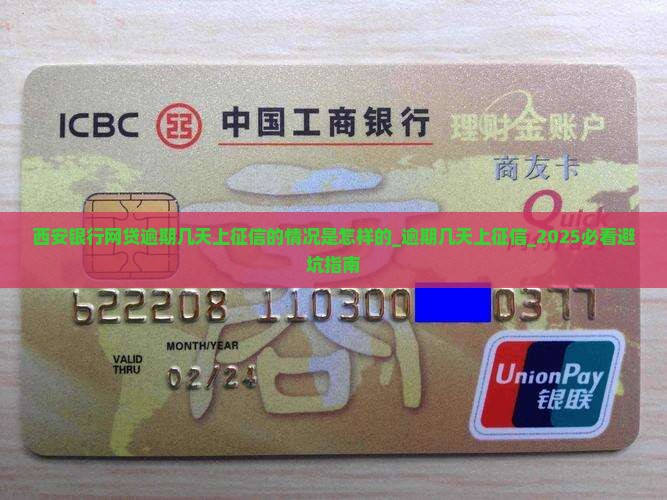 ICBC 中国工商银行 理财金账户
商友卡
Quick
西安银行网贷逾期几天上征信的情况是怎样的_逾期几天上征信_2025必看避
坑指南
622208 110300 0377
MONTH/YEAR
VALID
THRU
02/24
UnionPay
银联